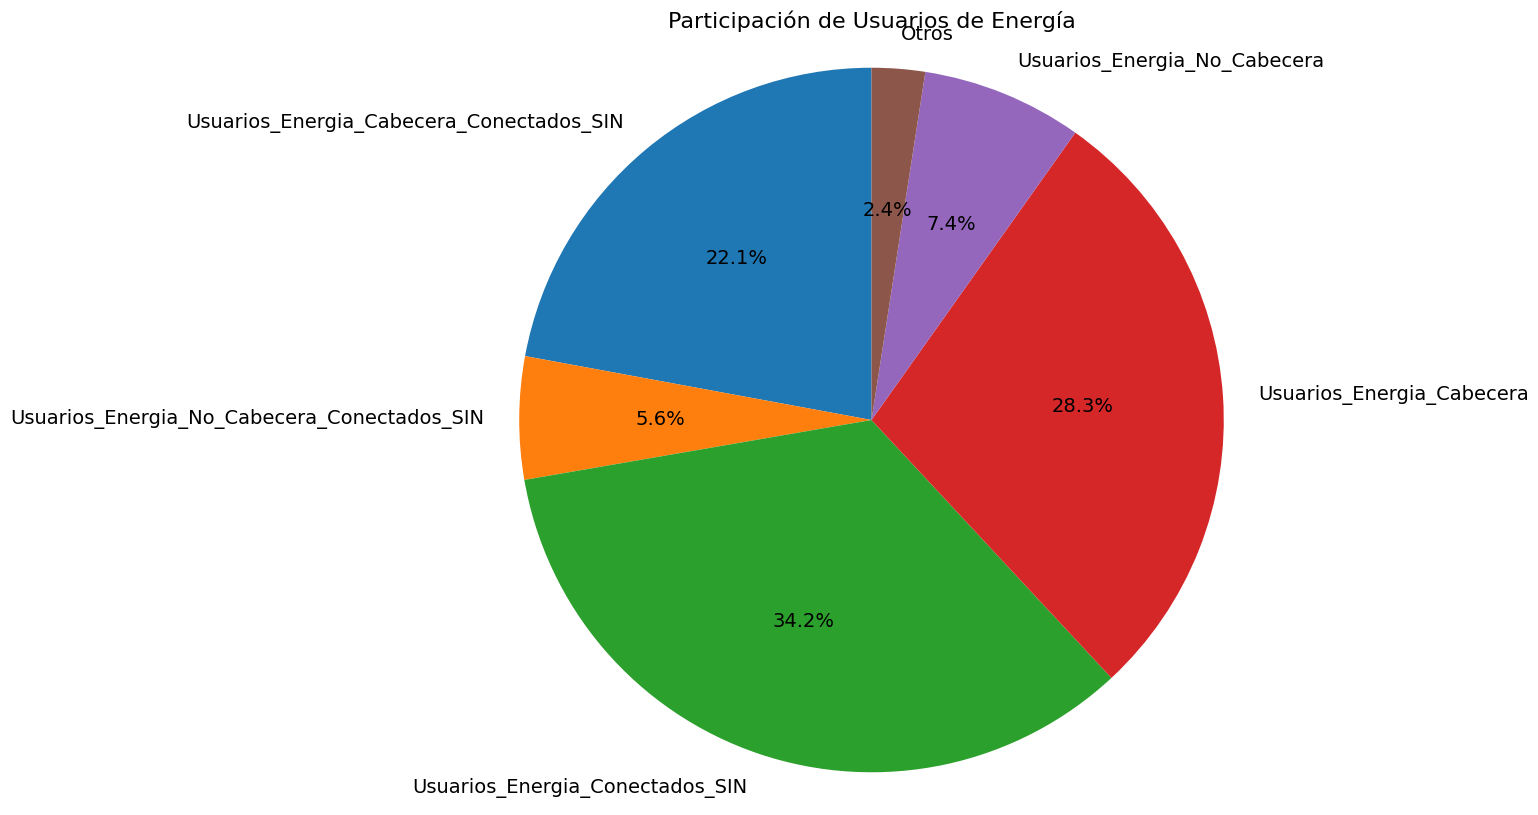 Participación de Usuarios de Energía
Otros
Usuarios_Energia_No_Cabecera
Usuarios_Energia_Cabecera_Conectados_SIN
2.4%
7.4%
22.1%
Usuarios_Energia_Cabecera
28.3%
Usuarios_Energia_No_Cabecera_Conectados_SIN
5.6%
34.2%
Usuarios_Energia_Conectados_SIN